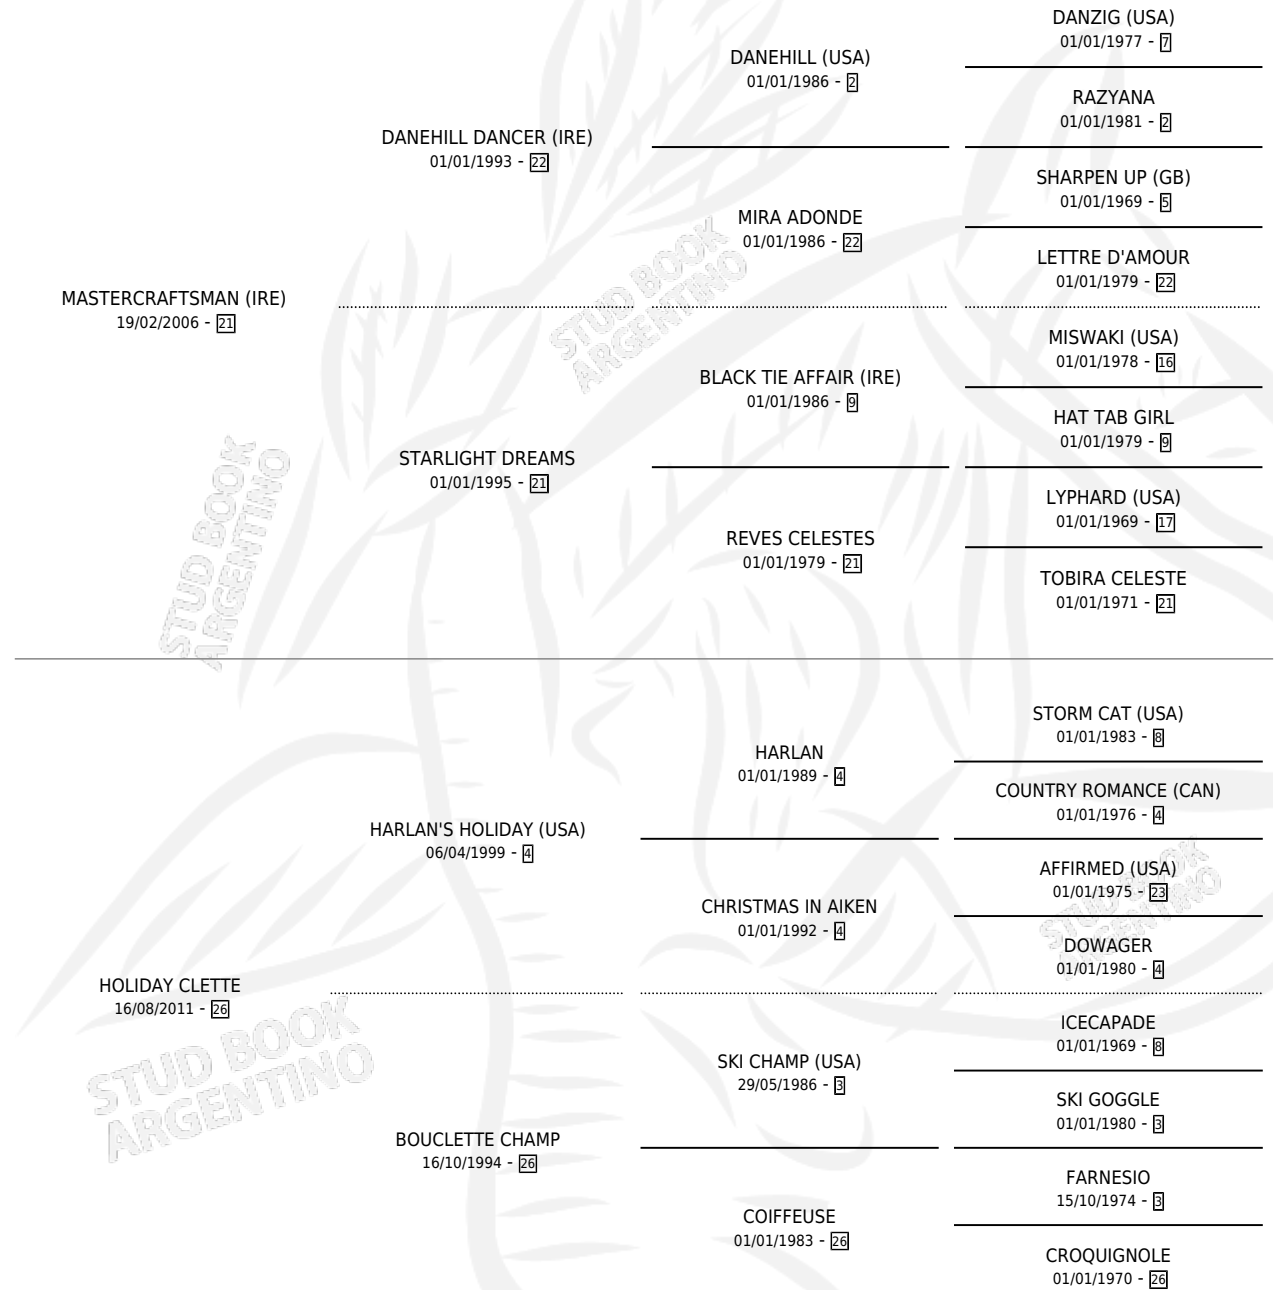 DANZIG (USA)
01/01/1977 - 7
DANEHILL (USA)
01/01/1986 - 2
RAZYANA
01/01/1981 - 2
DANEHILL DANCER (IRE)
01/01/1993 - 22
SHARPEN UP (GB)
01/01/1969 - 5
MIRA ADONDE
01/01/1986 - 22
LETTRE D'AMOUR
01/01/1979 - 22
MASTERCRAFTSMAN (IRE)
19/02/2006 - 21
MISWAKI (USA)
01/01/1978 - 16
BLACK TIE AFFAIR (IRE)
01/01/1986 - 9
HAT TAB GIRL
01/01/1979 - 9
STARLIGHT DREAMS
01/01/1995 - 21
LYPHARD (USA)
01/01/1969 - 17
REVES CELESTES
01/01/1979 - 21
TOBIRA CELESTE
01/01/1971 - 21
STUD BOOK
ARGENTINO
STUD BOOK
ARGENTINO
STORM CAT (USA)
01/01/1983 - 8
HARLAN
01/01/1989 - 4
COUNTRY ROMANCE (CAN)
01/01/1976 - 4
HARLAN'S HOLIDAY (USA)
06/04/1999 - 4
AFFIRMED (USA)
01/01/1975 - 23
CHRISTMAS IN AIKEN
01/01/1992 - 4
DOWAGER
01/01/1980 - 4
HOLIDAY CLETTE
16/08/2011 - 26
ICECAPADE
01/01/1969 - 8
SKI CHAMP (USA)
29/05/1986 - 3
SKI GOGGLE
01/01/1980 - 3
BOUCLETTE CHAMP
16/10/1994 - 26
FARNESIO
15/10/1974 - 3
COIFFEUSE
01/01/1983 - 26
CROQUIGNOLE
01/01/1970 - 26
STUD BOOK
ARGENTINO
STUD BOOK
ARGENTINO